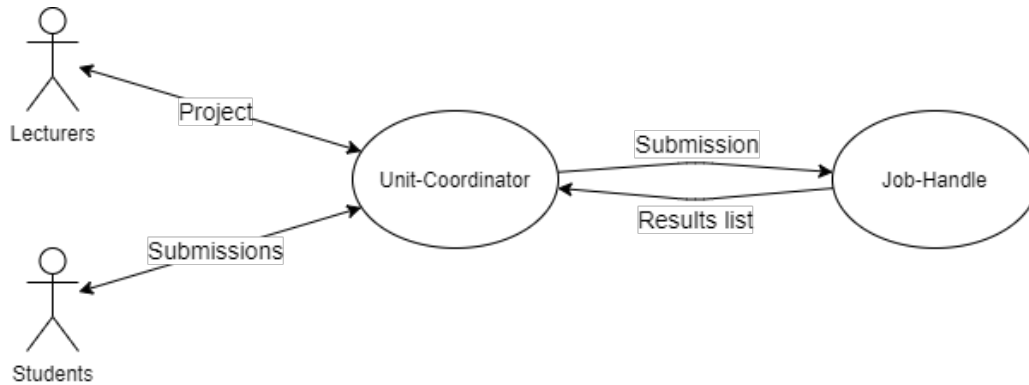 Lecturers
Project
Unit-Coordinator
Submission
Job-Handle
Results list
Submissions
Students